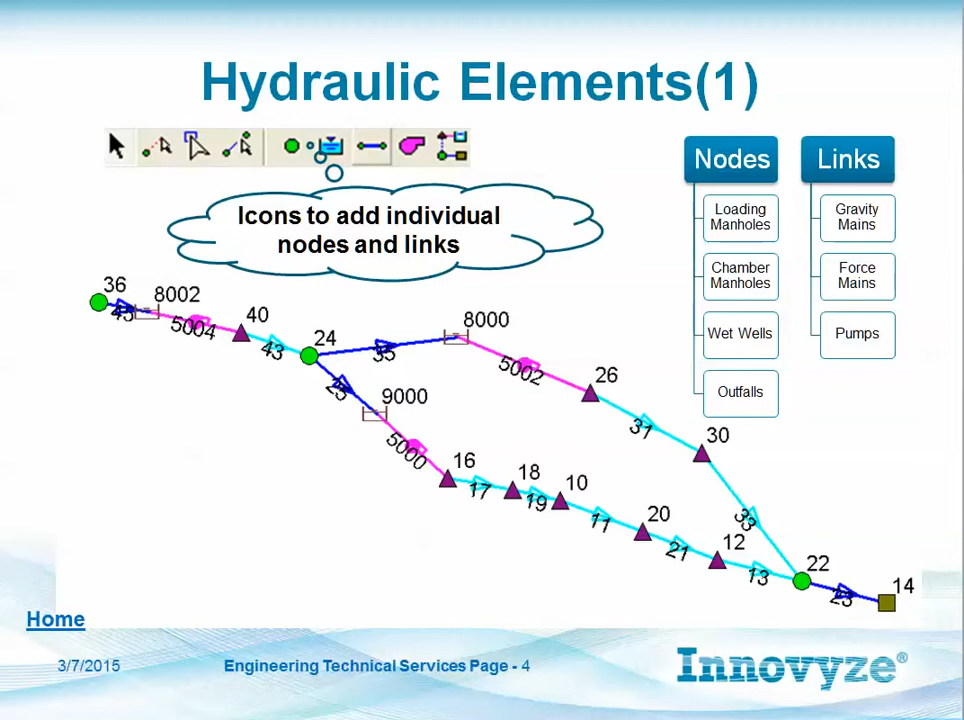 Hydraulic Elements(1)
Icons to add individual
nodes and links
Nodes
Loading
Manholes
Chamber
Manholes
Wet Wells
Outfalls
Links
Gravity
Mains
Force
Mains
Pumps
36
45
8002
5004
40
43
24
35
8000
5002
26
31
30
33
25
9000
5000
16
17
18
19
10
11
20
21
12
13
22
23
14
Home
3/7/2015
Engineering Technical Services Page - 4
Innovyze®